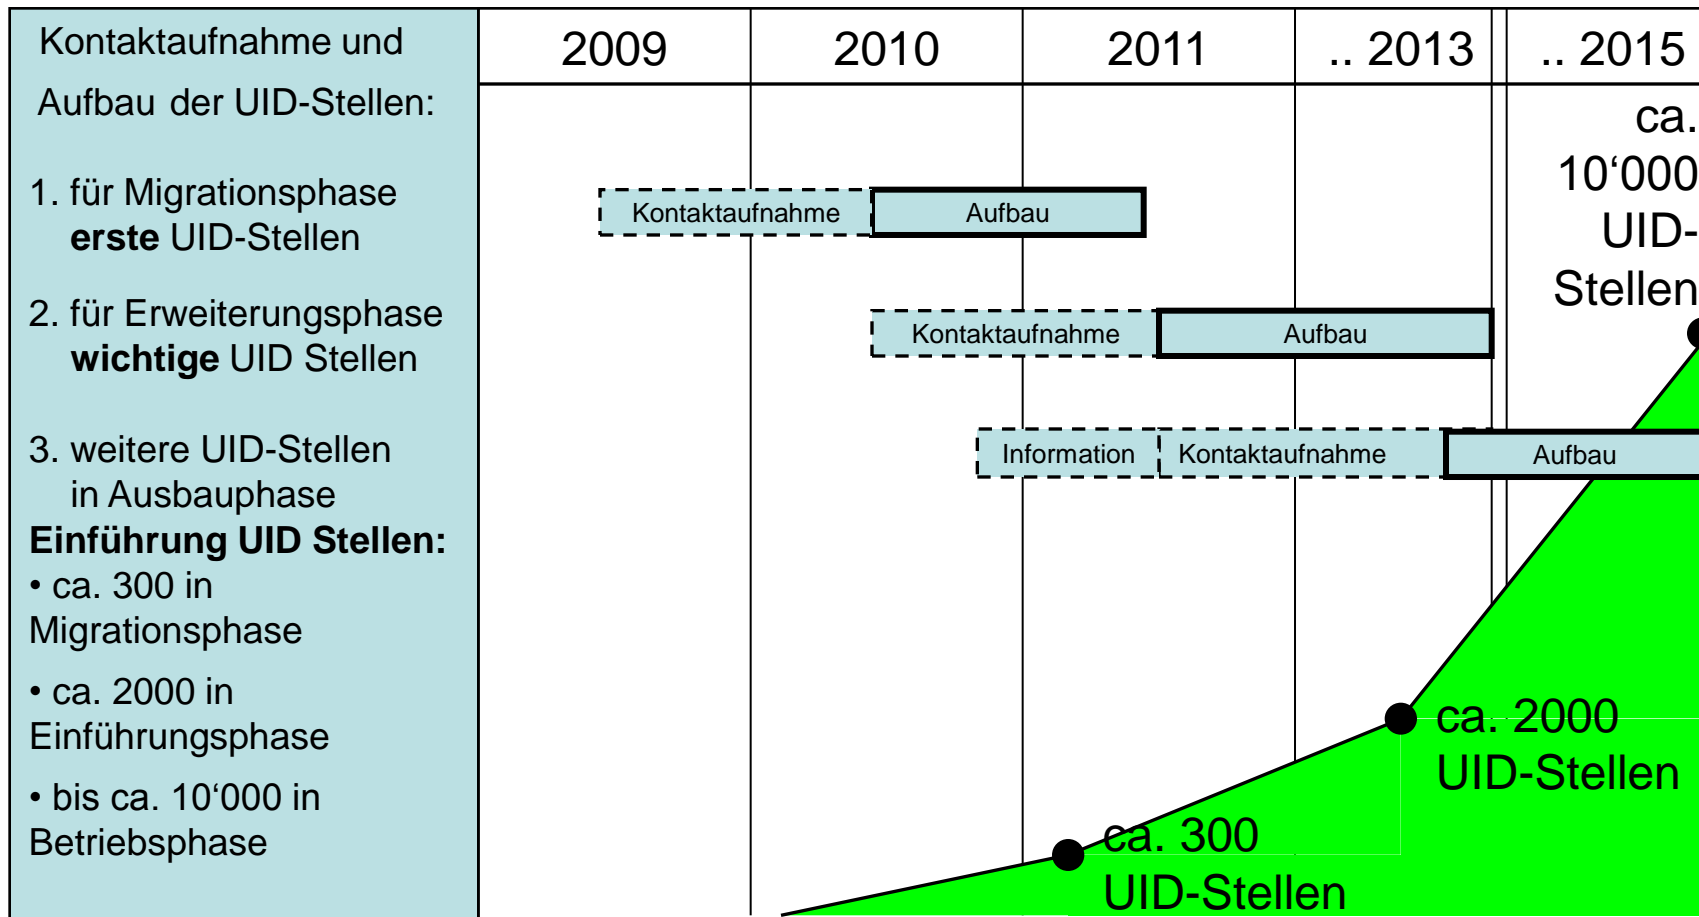 Kontaktaufnahme und
Aufbau der UID-Stellen:
1. für Migrationsphase
erste UID-Stellen
2. für Erweiterungsphase
wichtige UID Stellen
3. weitere UID-Stellen
in Ausbauphase
Einführung UID Stellen:
• ca. 300 in
Migrationsphase
• ca. 2000 in
Einführungsphase
• bis ca. 10‘000 in
Betriebsphase
2009 2010 2011 .. 2013 .. 2015
Kontaktaufnahme Aufbau
Kontaktaufnahme Aufbau
Information Kontaktaufnahme Aufbau
ca.
10‘000
UID-
Stellen
ca. 2000
UID-Stellen
ca. 300
UID-Stellen